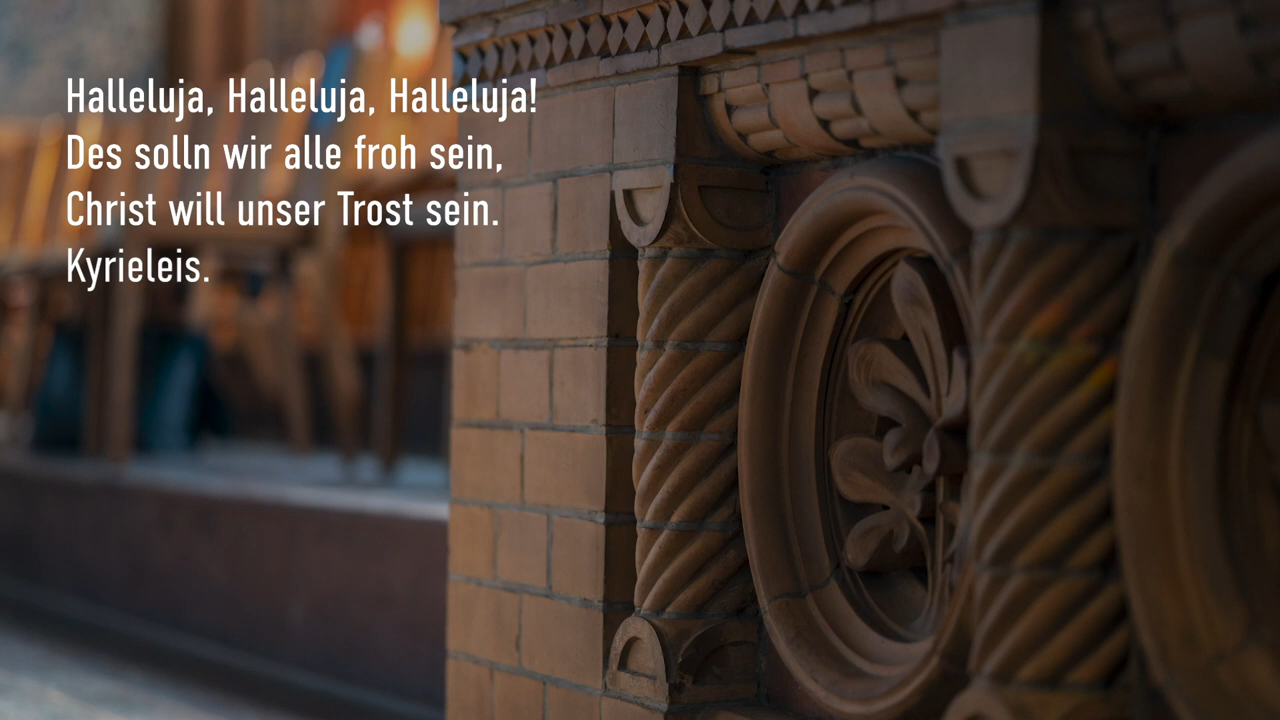 Halleluja, Halleluja, Halleluja!
Des solln wir alle froh sein,
Christ will unser Trost sein.
Kyrieleis.